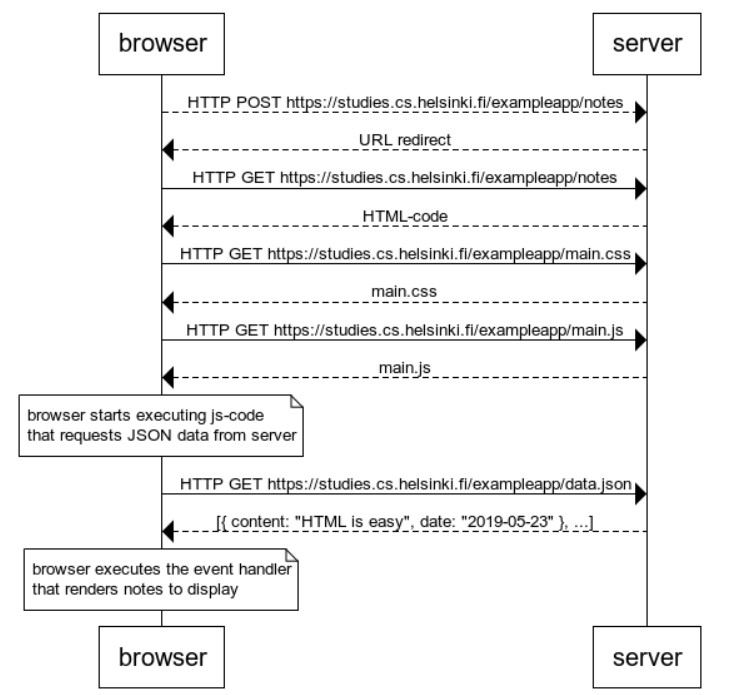 browser server
HTTP POST https://studies.cs.helsinki.fi/exampleapp/notes
URL redirect
HTTP GET https://studies.cs.helsinki.fi/exampleapp/notes
HTML-code
HTTP GET https://studies.cs.helsinki.fi/exampleapp/main.css
main.css
HTTP GET https://studies.cs.helsinki.fi/exampleapp/main.js
main.js
browser starts executing js-code
that requests JSON data from server
HTTP GET https://studies.cs.helsinki.fi/exampleapp/data.json
[{ content: "HTML is easy", date: "2019-05-23" }, ...]
browser executes the event handler
that renders notes to display
browser server